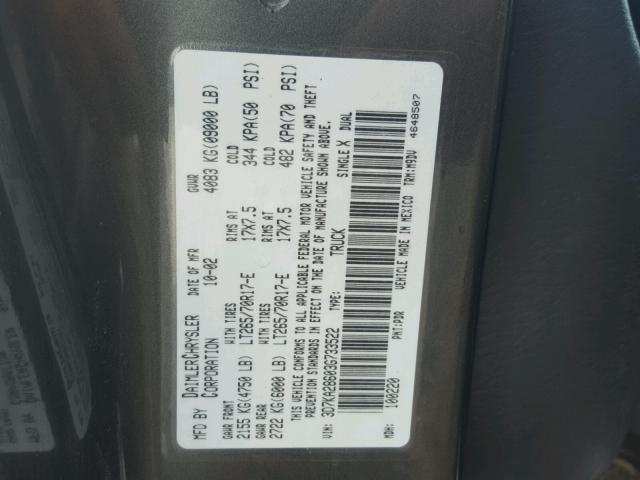 MFD BY DAIMLERCHRYSLER CORPORATION
DATE OF MFR 10-02
GVWR 4083 KG(09000 LB)
GAWR FRONT WITH TIRES RIMS AT COLD
2155 KG(4750 LB) LT265/70R17-E 17X7.5 344 KPA(50 PSI)
GAWR REAR WITH TIRES RIMS AT COLD
2722 KG(6000 LB) LT265/70R17-E 17X7.5 482 KPA(70 PSI)
THIS VEHICLE CONFORMS TO ALL APPLICABLE FEDERAL MOTOR VEHICLE SAFETY AND THEFT
PREVENTION STANDARDS IN EFFECT ON THE DATE OF MANUFACTURE SHOWN ABOVE.
VIN: 3D7KA28603G733522 TYPE: TRUCK SINGLE X DUAL
VEHICLE MADE IN MEXICO 4648507
MDH: 100220 PNT:PDR TRM:M9DV